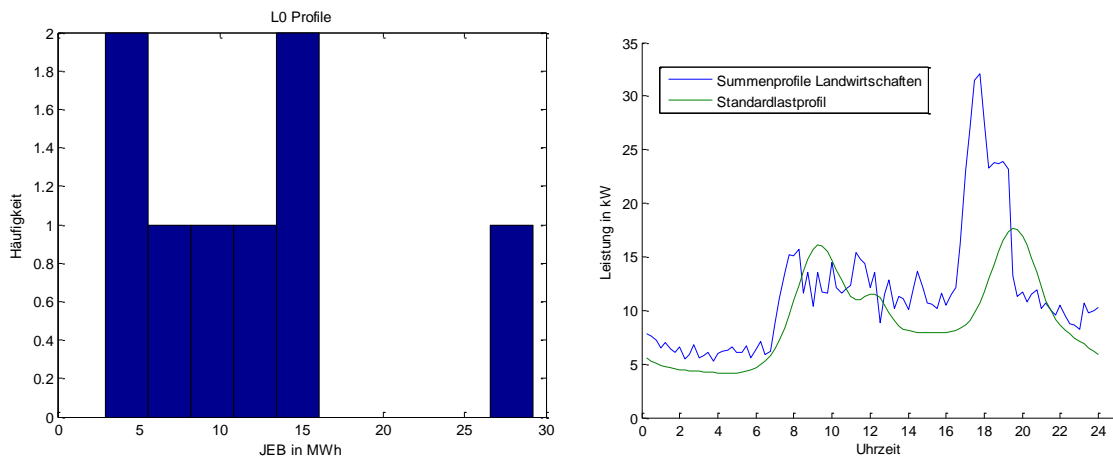 L0 Profile
Häufigkeit
2
1.8
1.6
1.4
1.2
1
0.8
0.6
0.4
0.2
0
0 5 10 15 20 25 30
JEB in MWh
Leistung in kW
35
30
25
20
15
10
5
0
Summenprofile Landwirtschaften
Standardlastprofil
0 2 4 6 8 10 12 14 16 18 20 22 24
Uhrzeit